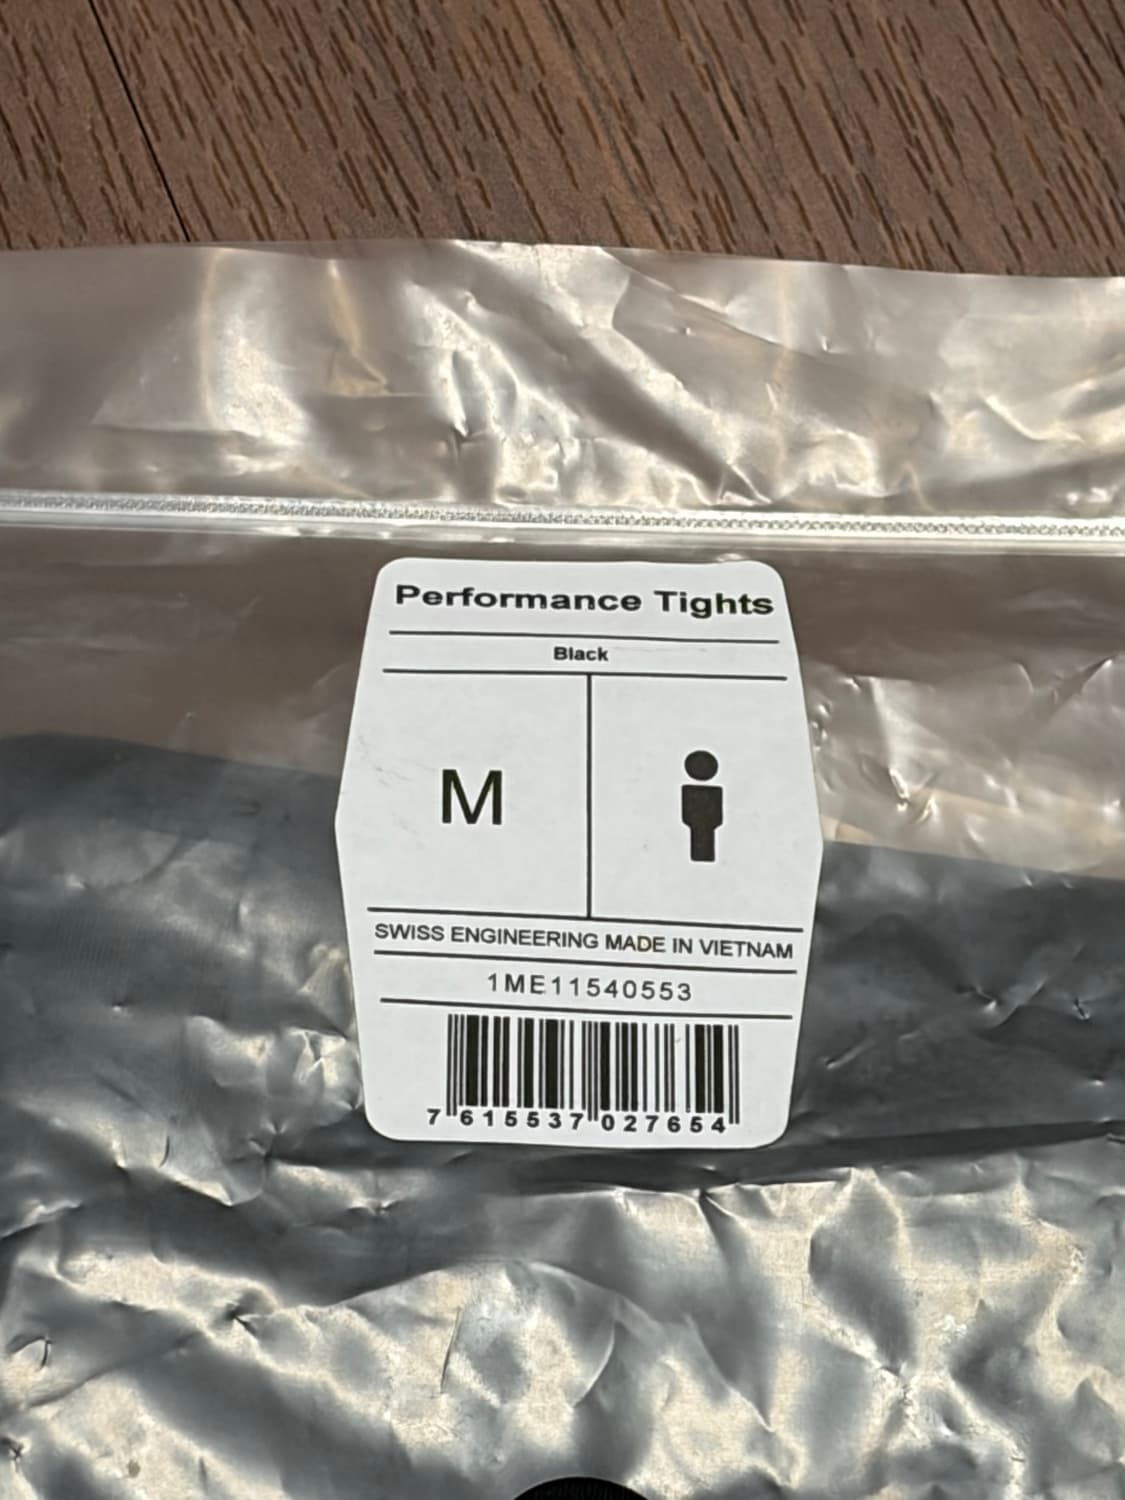 Performance Tights
Black
M
SWISS ENGINEERING MADE IN VIETNAM
1ME11540553
7 615537 027654